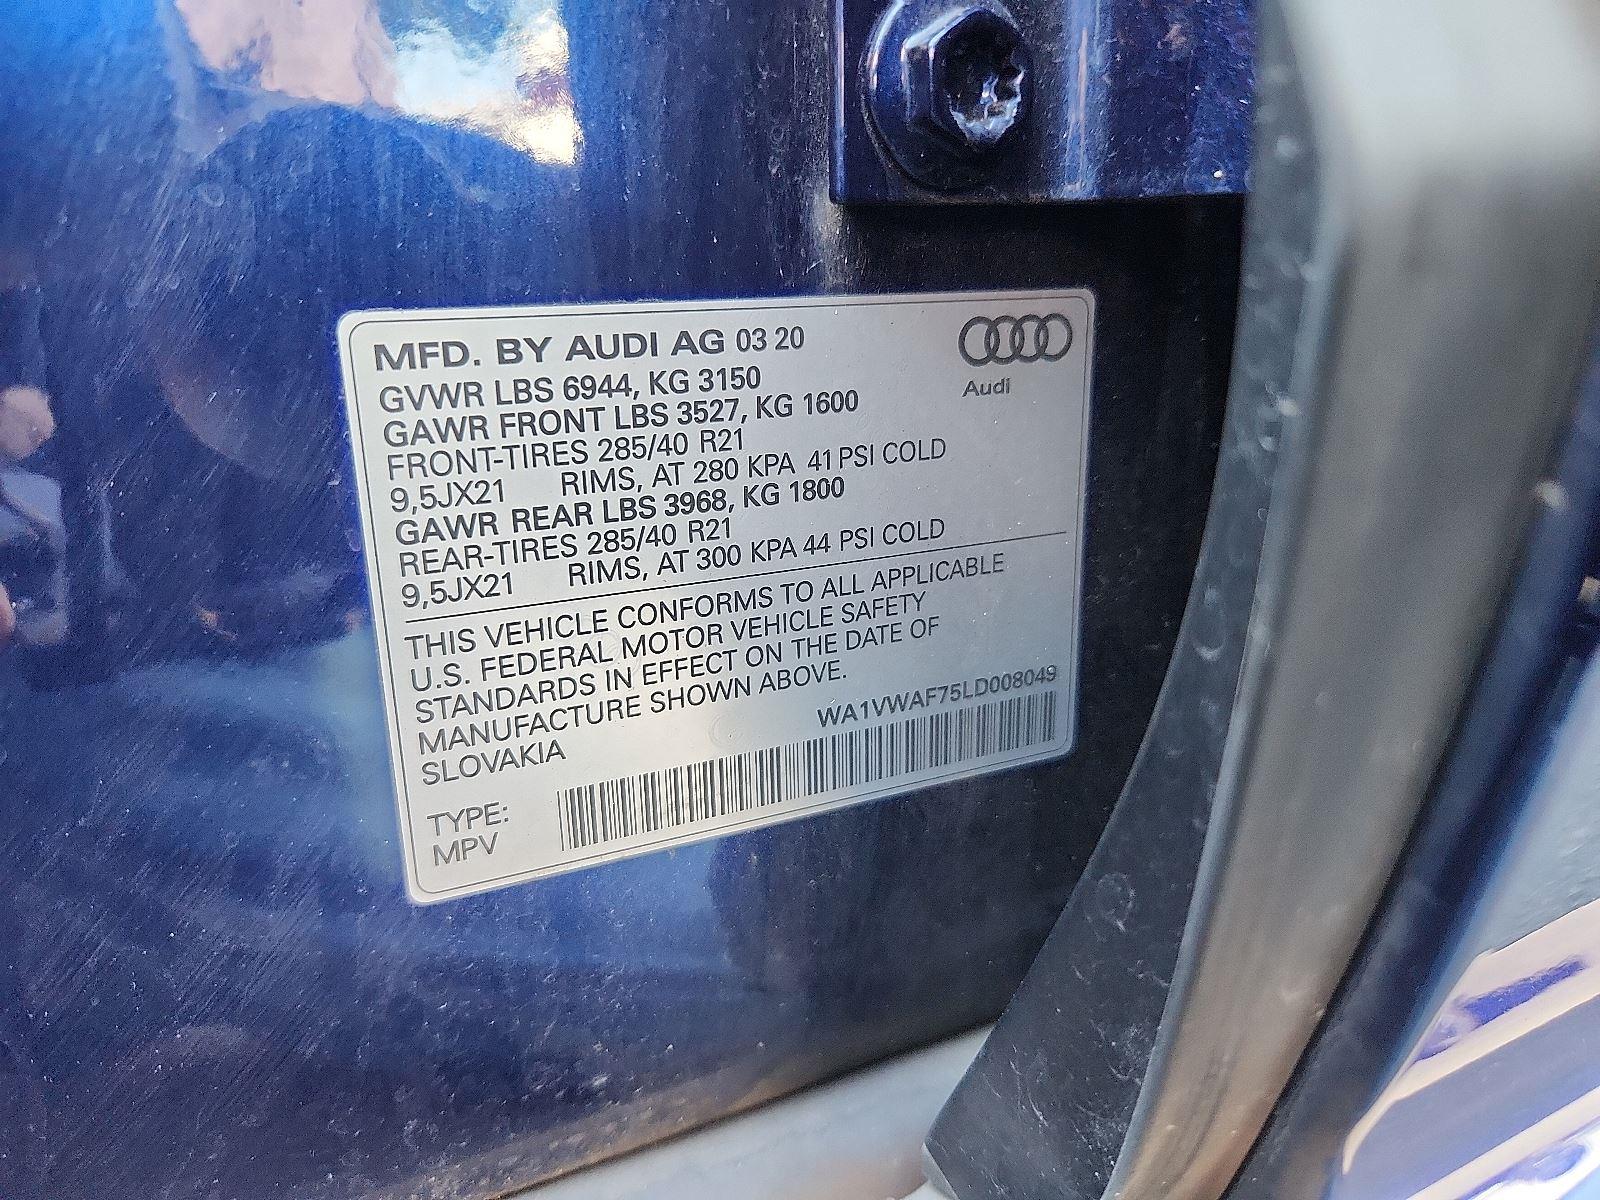 MFD. BY AUDI AG 03 20
Audi
GVWR LBS 6944, KG 3150
GAWR FRONT LBS 3527, KG 1600
FRONT-TIRES 285/40 R21
9,5JX21 RIMS, AT 280 KPA 41 PSI COLD
GAWR REAR LBS 3968, KG 1800
REAR-TIRES 285/40 R21
9,5JX21 RIMS, AT 300 KPA 44 PSI COLD
THIS VEHICLE CONFORMS TO ALL APPLICABLE
U.S. FEDERAL MOTOR VEHICLE SAFETY
STANDARDS IN EFFECT ON THE DATE OF
MANUFACTURE SHOWN ABOVE.
SLOVAKIA
WA1VWAF75LD008049
TYPE:
MPV